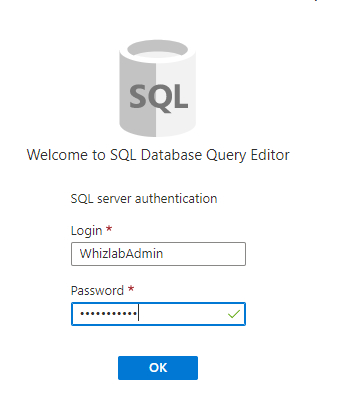 SQL
Welcome to SQL Database Query Editor
SQL server authentication
Login *
WhizlabAdmin
Password *
•••••••••••
OK